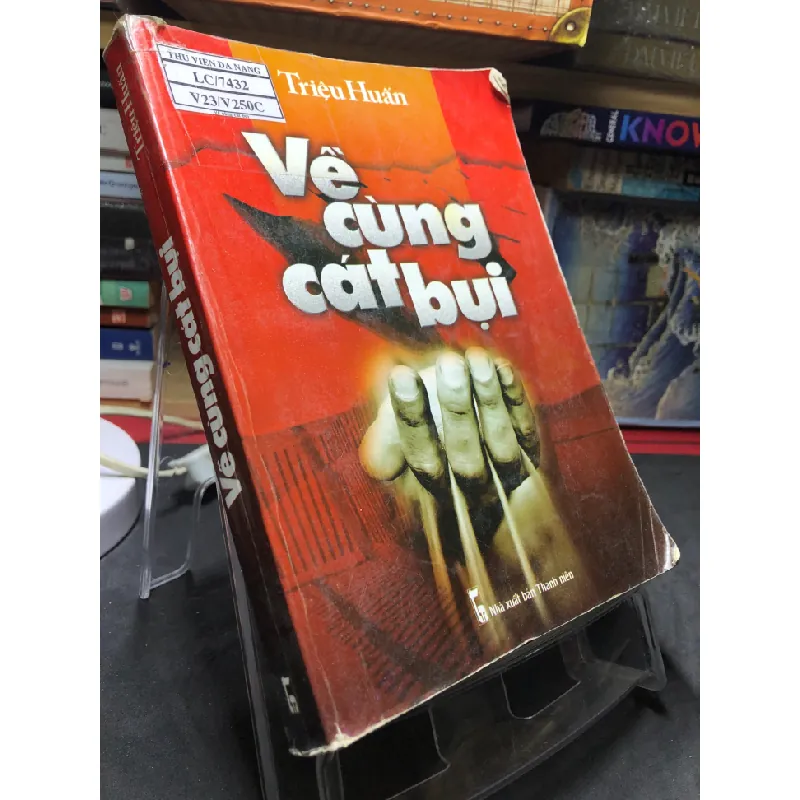 THƯ VIỆN ĐÀ NẴNG
LC/7432
V23/V250C
Triệu Huấn
Về
cùng
cát bụi
Nhà xuất bản Thanh niên
Triệu Huấn
Về cùng cát bụi
GENERAL
KNOW